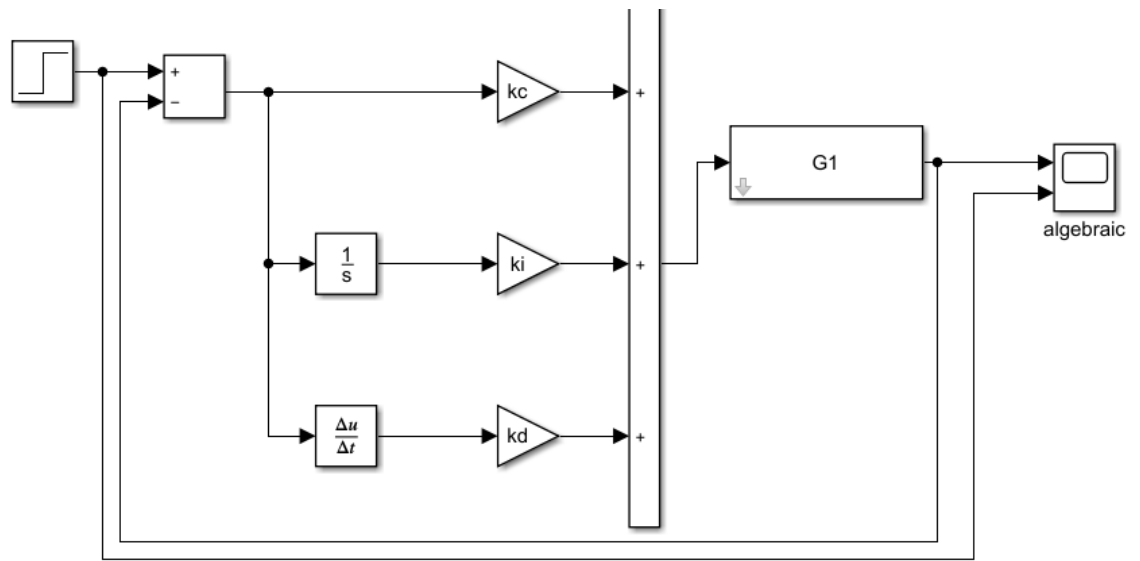 +
−
kc
+
G1
algebraic
1
s
ki
+
Δu
Δt
kd
+